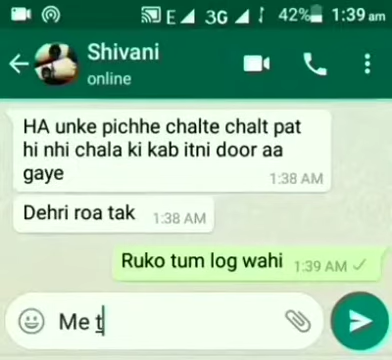 E 3G 42% 1:39 am
Shivani
online
HA unke pichhe chalte chalt pat
hi nhi chala ki kab itni door aa
gaye
1:38 AM
Dehri roa tak 1:38 AM
Ruko tum log wahi 1:39 AM
Me t